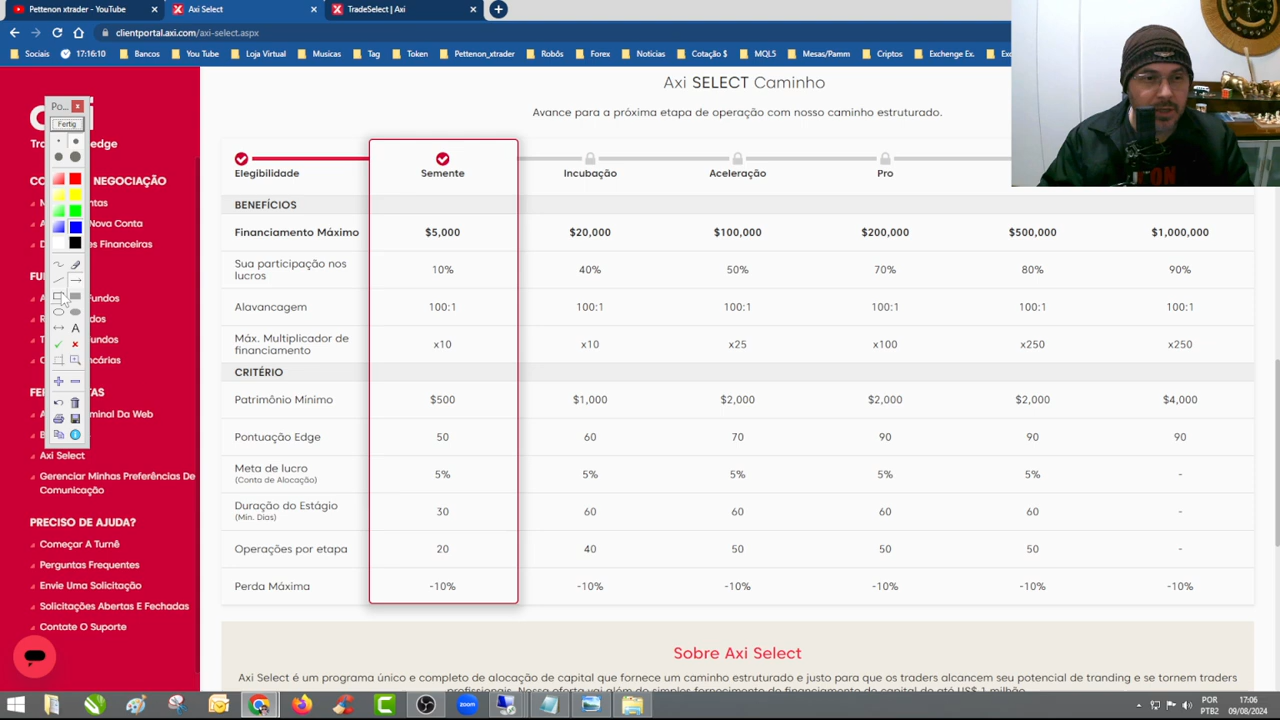 Pettenon xtrader - YouTube
Axi Select
TradeSelect | Axi
clientportal.axi.com/axi-select.aspx
Sociais
17:16:10
Bancos
You Tube
Loja Virtual
Musicas
Tag
Token
Pettenon_xtrader
Robôs
Forex
Notícias
Cotação $
MQL5
Mesas/Pamm
Criptos
Exchenge Ex.
Po...
Fertig
NEGOCIAÇÃO
Nova Conta
Financeiras
Axi Select
Gerenciar Minhas Preferências De
Comunicação
PRECISO DE AJUDA?
Começar A Turnê
Perguntas Frequentes
Envie Uma Solicitação
Solicitações Abertas E Fechadas
Contate O Suporte
Axi SELECT Caminho
Avance para a próxima etapa de operação com nosso caminho estruturado.
Elegibilidade Semente Incubação Aceleração Pro
BENEFÍCIOS
Financiamento Máximo $5,000 $20,000 $100,000 $200,000 $500,000 $1,000,000
Sua participação nos
lucros 10% 40% 50% 70% 80% 90%
Alavancagem 100:1 100:1 100:1 100:1 100:1 100:1
Máx. Multiplicador de
financiamento x10 x10 x25 x100 x250 x250
CRITÉRIO
Patrimônio Minimo $500 $1,000 $2,000 $2,000 $2,000 $4,000
Pontuação Edge 50 60 70 90 90 90
Meta de lucro 5% 5% 5% 5% 5% -
(Conta de Alocação)
Duração do Estágio 30 60 60 60 60 -
(Min. Dias)
Operações por etapa 20 40 50 50 50 -
Perda Máxima -10% -10% -10% -10% -10% -10%
Sobre Axi Select
Axi Select é um programa único e completo de alocação de capital que fornece um caminho estruturado e justo para que os traders alcancem seu potencial de tranding e se tornem traders
zoom
POR
PTB2
17:06
09/08/2024